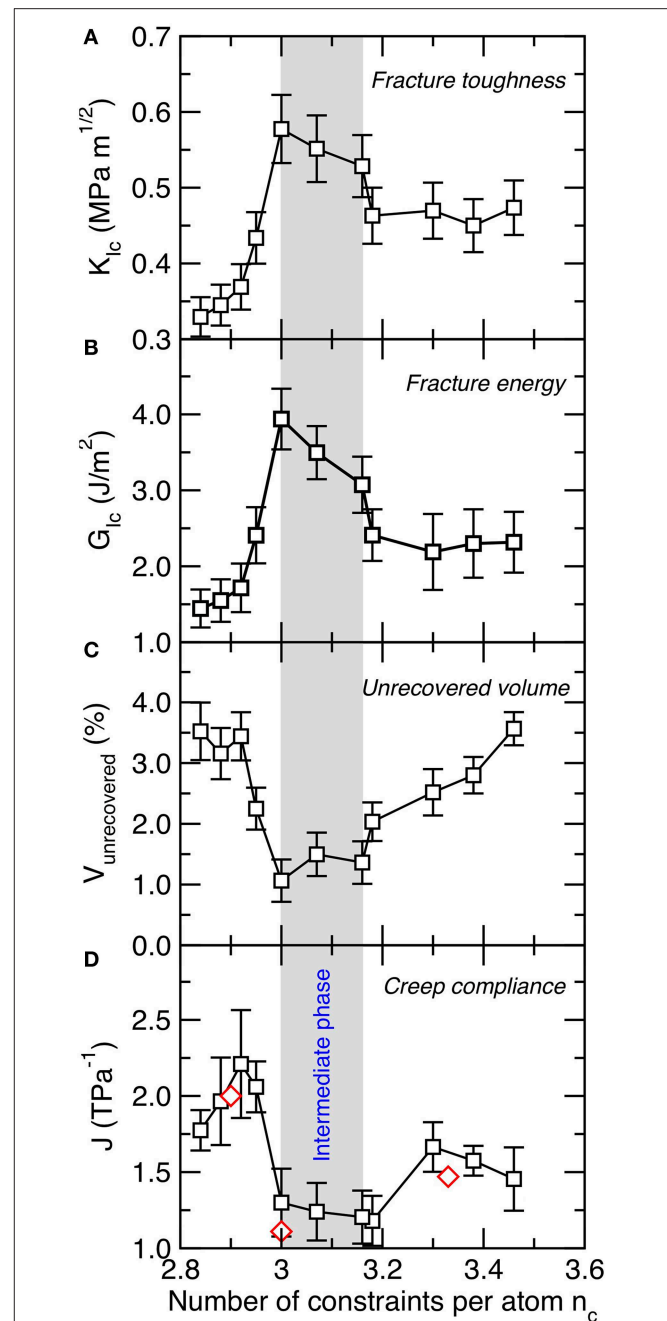 A
0.7
0.6
0.5
0.4
0.3
K_Ic (MPa m^1/2)
Fracture toughness
B
4.0
3.0
2.0
1.0
G_Ic (J/m^2)
Fracture energy
C
4.0
3.0
2.0
1.0
0.0
V_unrecovered (%)
Unrecovered volume
D
2.5
2.0
1.5
1.0
J (TPa^-1)
Creep compliance
Intermediate phase
2.8 3 3.2 3.4 3.6
Number of constraints per atom n_c